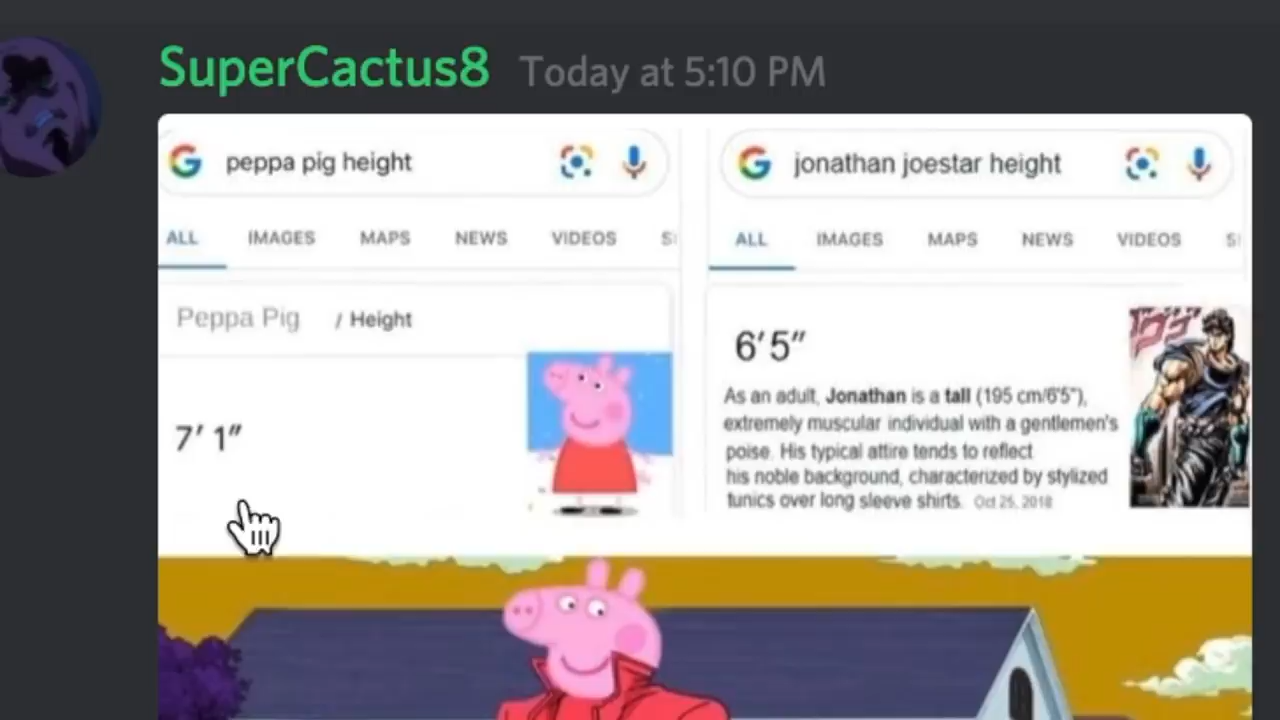 SuperCactus8 Today at 5:10 PM
peppa pig height
ALL IMAGES MAPS NEWS VIDEOS
Peppa Pig / Height
7' 1"
jonathan joestar height
ALL IMAGES MAPS NEWS VIDEOS
6'5"
As an adult, Jonathan is a tall (195 cm/6'5"),
extremely muscular individual with a gentlemen's
poise. His typical attire tends to reflect
his noble background, characterized by stylized
tunics over long sleeve shirts. Oct 25, 2018